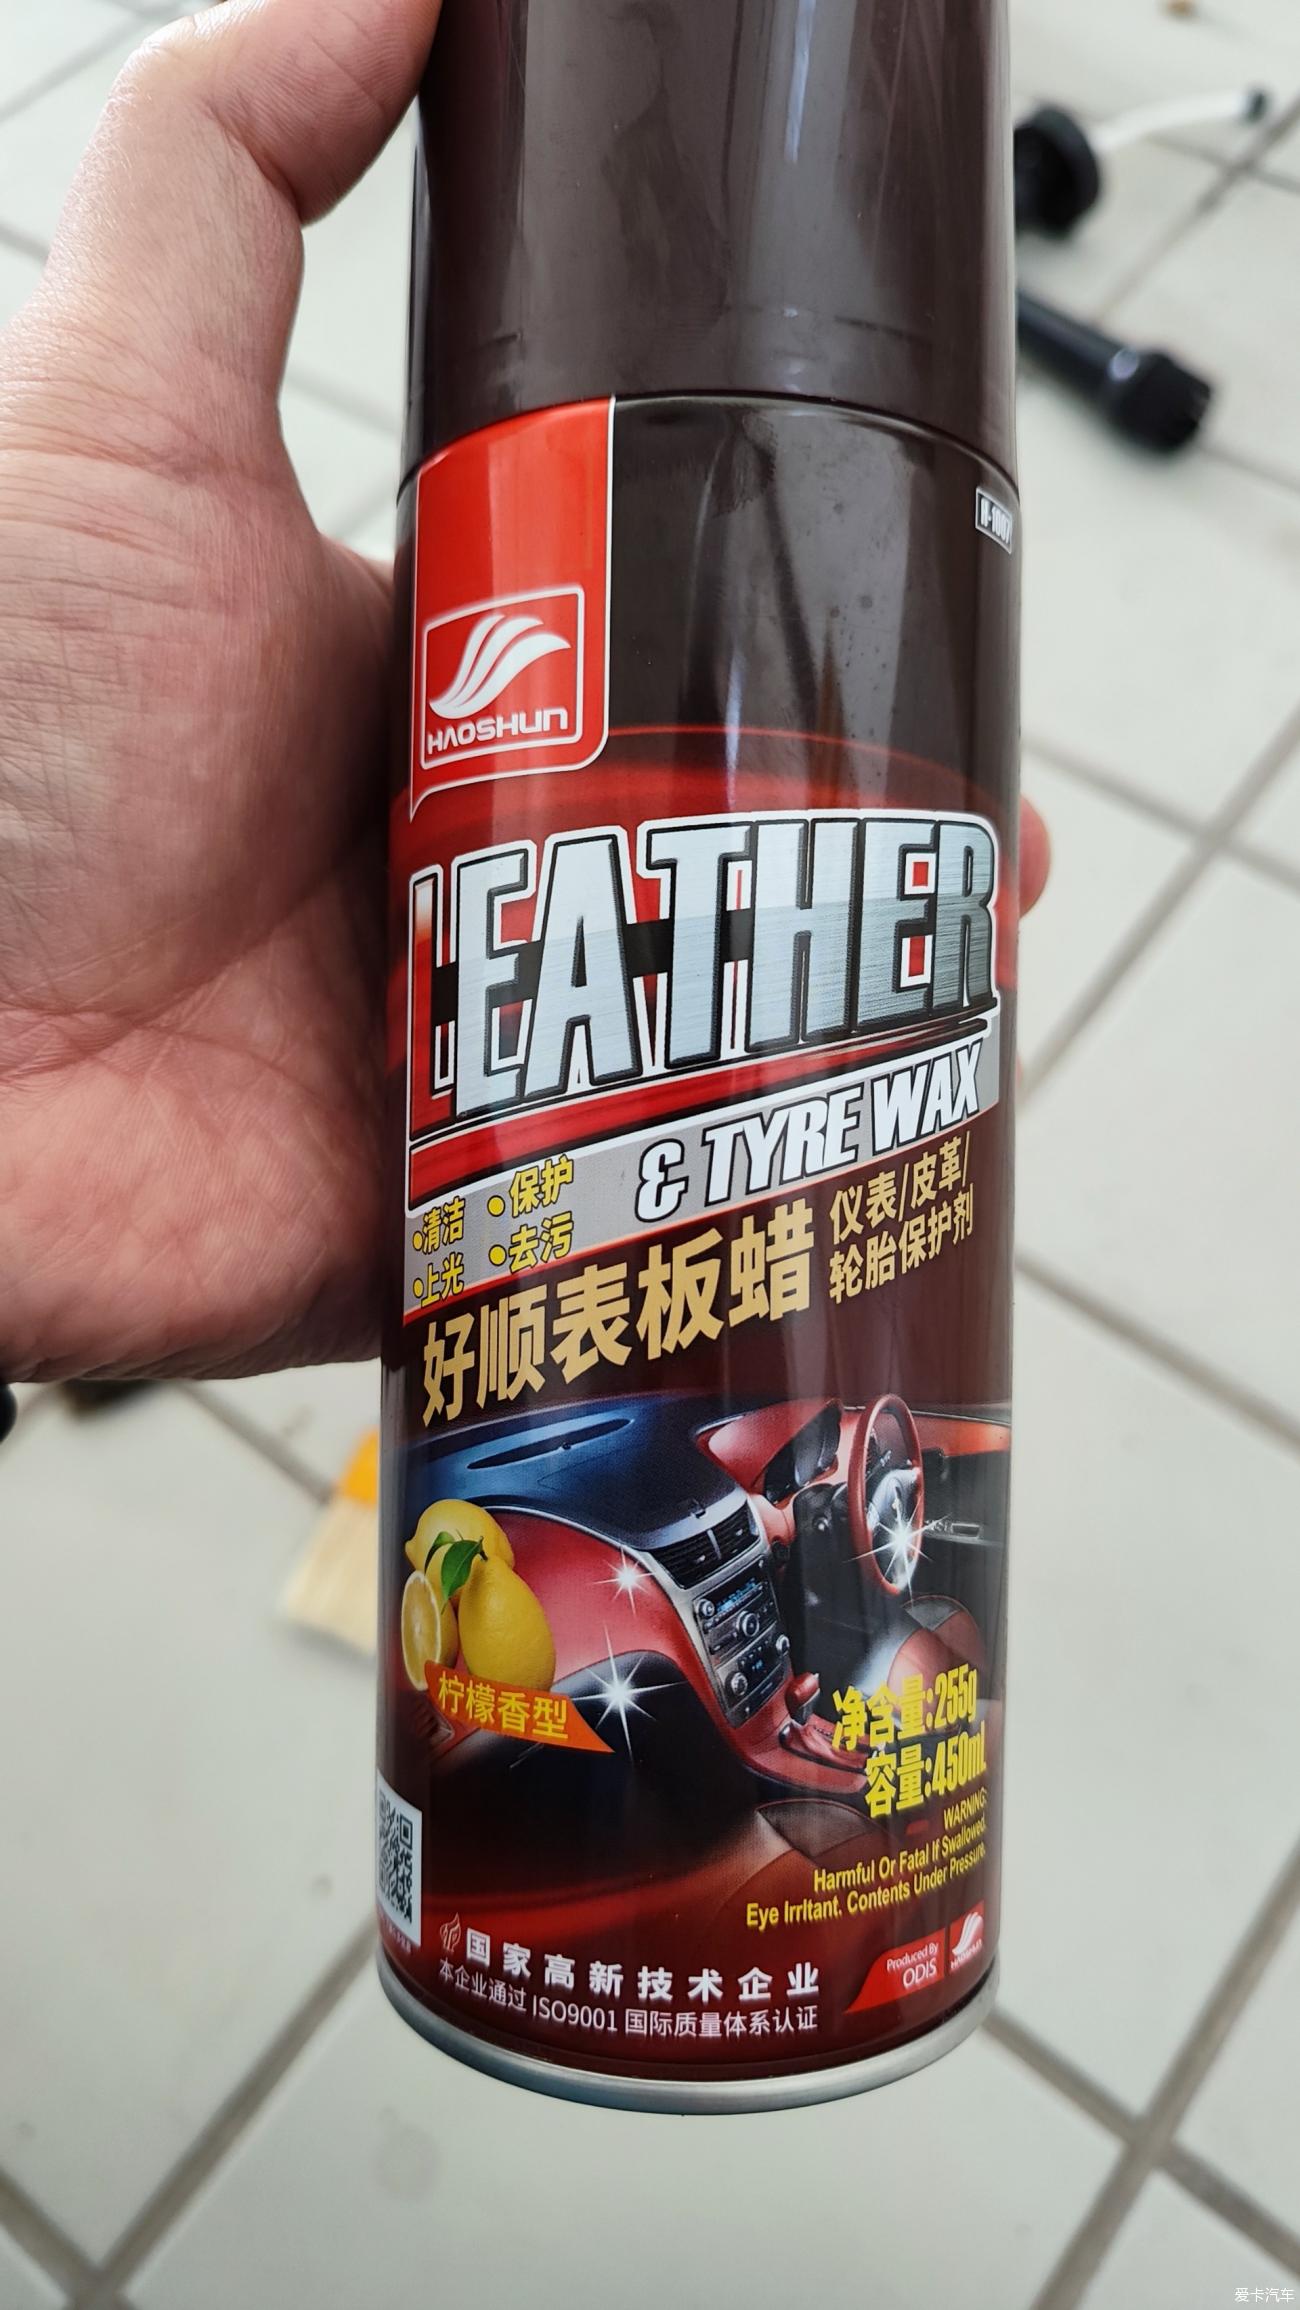 H-1007
HAOSHUN
LEATHER
& TYRE WAX
•清洁 •保护
•上光 •去污
好顺表板蜡
仪表/皮革/
轮胎保护剂
柠檬香型
净含量:255g
容量:450mL
WARNING:
Harmful Or Fatal If Swallowed.
Eye Irritant. Contents Under Pressure.
国家高新技术企业
本企业通过 ISO9001 国际质量体系认证
Produced By
ODIS
HAOSHUN
爱卡汽车